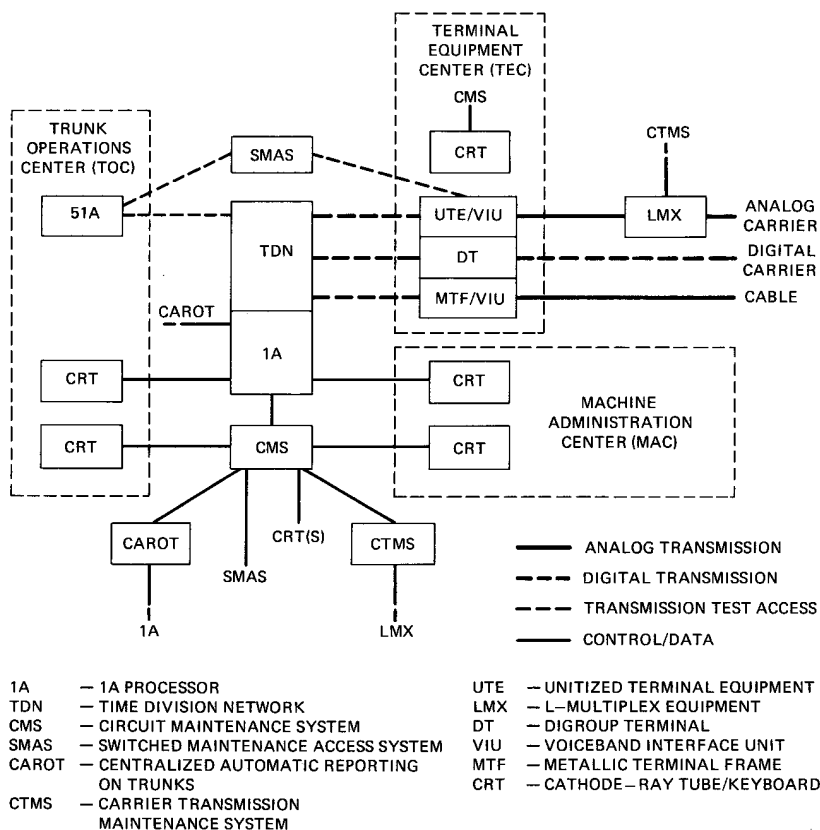 TERMINAL
EQUIPMENT
CENTER (TEC)
CMS
CRT
TRUNK
OPERATIONS
CENTER (TOC)
SMAS
CTMS
51A
TDN
UTE/VIU
LMX
ANALOG
CARRIER
DT
DIGITAL
CARRIER
MTF/VIU
CABLE
CAROT
1A
CRT
CRT
MACHINE
ADMINISTRATION
CENTER (MAC)
CRT
CMS
CRT
CAROT
SMAS
CRT(S)
CTMS
1A
LMX
ANALOG TRANSMISSION
DIGITAL TRANSMISSION
TRANSMISSION TEST ACCESS
CONTROL/DATA
1A – 1A PROCESSOR
TDN – TIME DIVISION NETWORK
CMS – CIRCUIT MAINTENANCE SYSTEM
SMAS – SWITCHED MAINTENANCE ACCESS SYSTEM
CAROT – CENTRALIZED AUTOMATIC REPORTING
ON TRUNKS
CTMS – CARRIER TRANSMISSION
MAINTENANCE SYSTEM
UTE – UNITIZED TERMINAL EQUIPMENT
LMX – L–MULTIPLEX EQUIPMENT
DT – DIGROUP TERMINAL
VIU – VOICEBAND INTERFACE UNIT
MTF – METALLIC TERMINAL FRAME
CRT – CATHODE–RAY TUBE/KEYBOARD